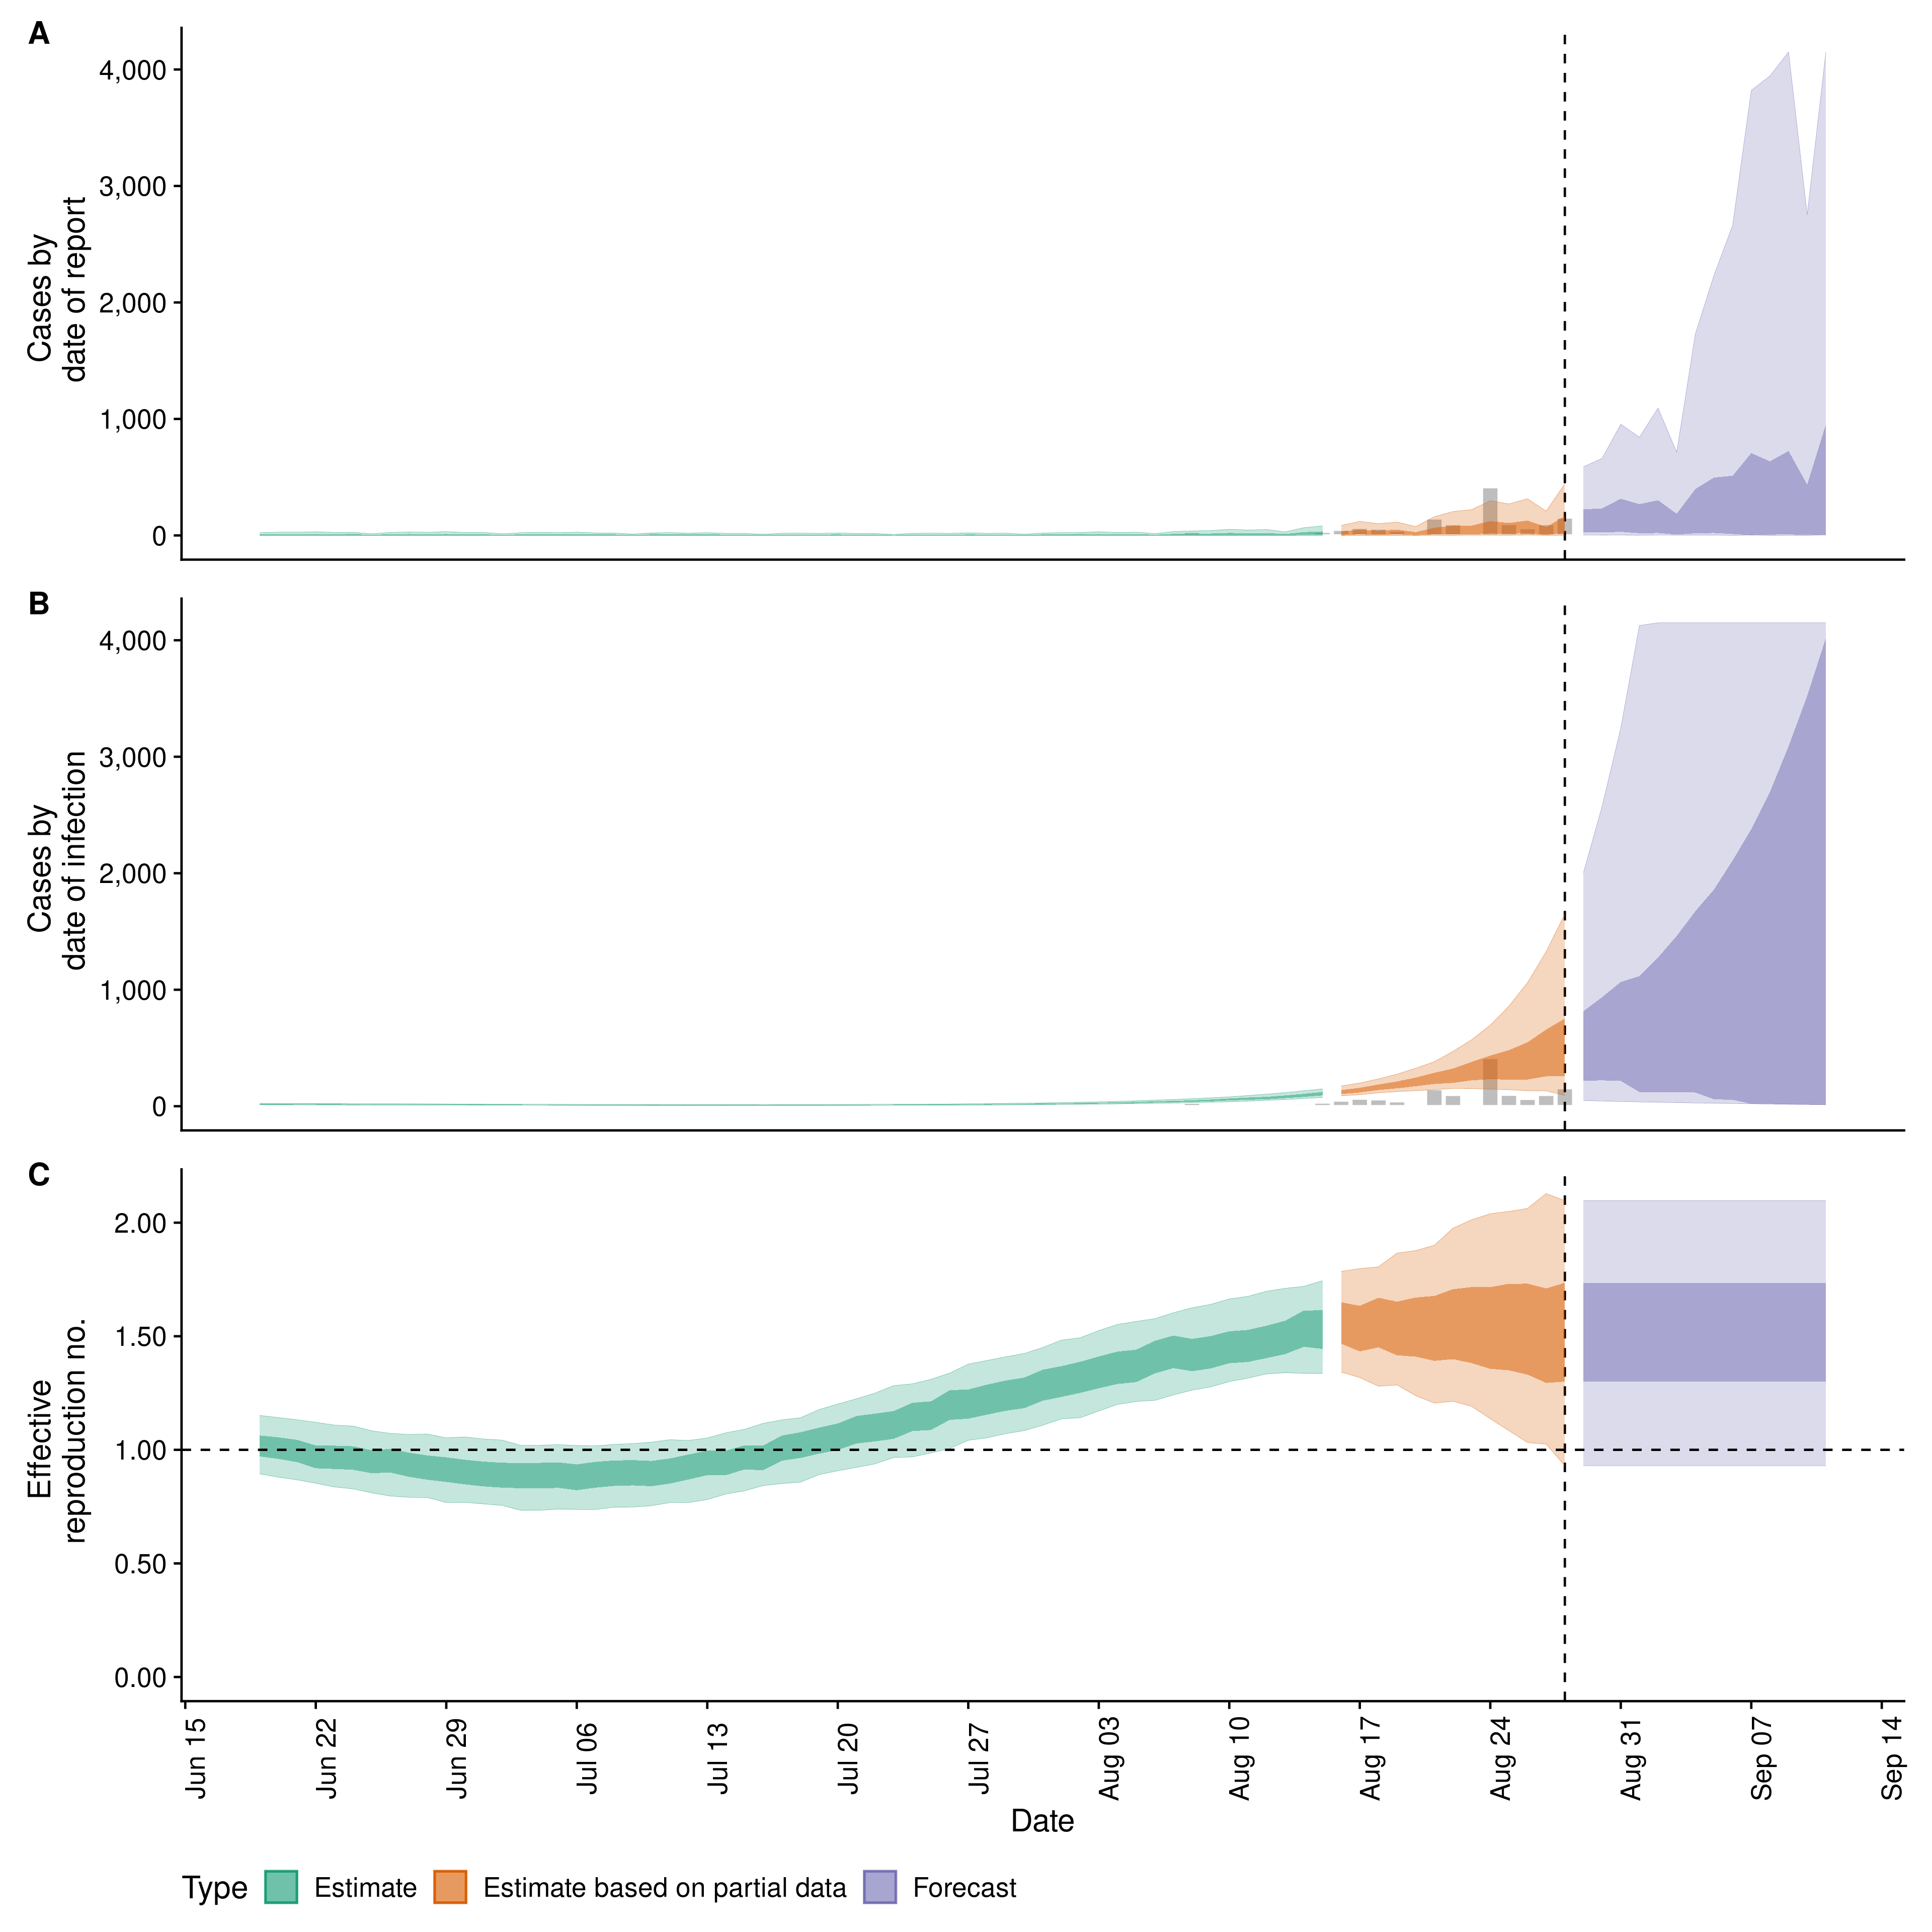 A
Cases by
date of report
4,000
3,000
2,000
1,000
0
B
Cases by
date of infection
4,000
3,000
2,000
1,000
0
C
Effective
reproduction no.
2.00
1.50
1.00
0.50
0.00
Jun 15
Jun 22
Jun 29
Jul 06
Jul 13
Jul 20
Jul 27
Aug 03
Aug 10
Aug 17
Aug 24
Aug 31
Sep 07
Sep 14
Date
Type Estimate Estimate based on partial data Forecast